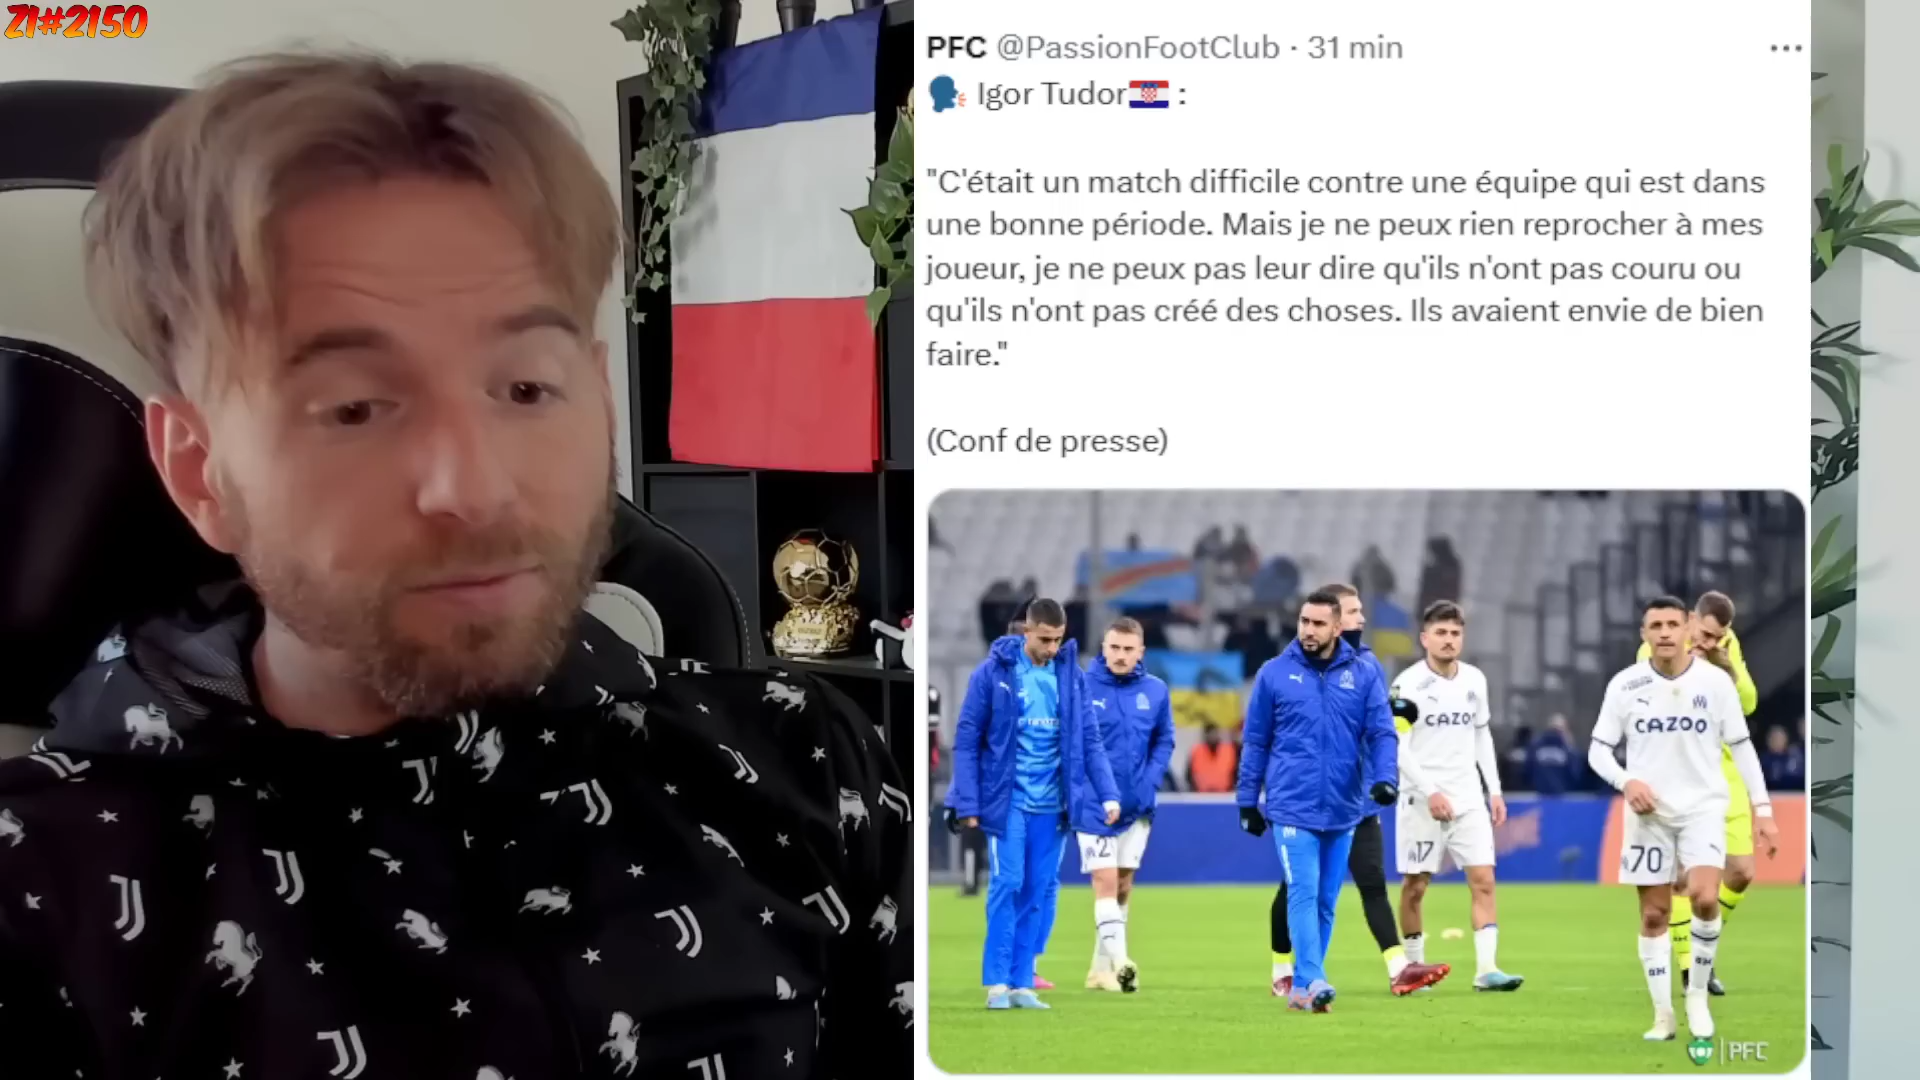 Z1#2150
PFC @PassionFootClub · 31 min
Igor Tudor :
"C'était un match difficile contre une équipe qui est dans
une bonne période. Mais je ne peux rien reprocher à mes
joueur, je ne peux pas leur dire qu'ils n'ont pas couru ou
qu'ils n'ont pas créé des choses. Ils avaient envie de bien
faire."
(Conf de presse)
CAZOO
CAZOO
17
70
PFC